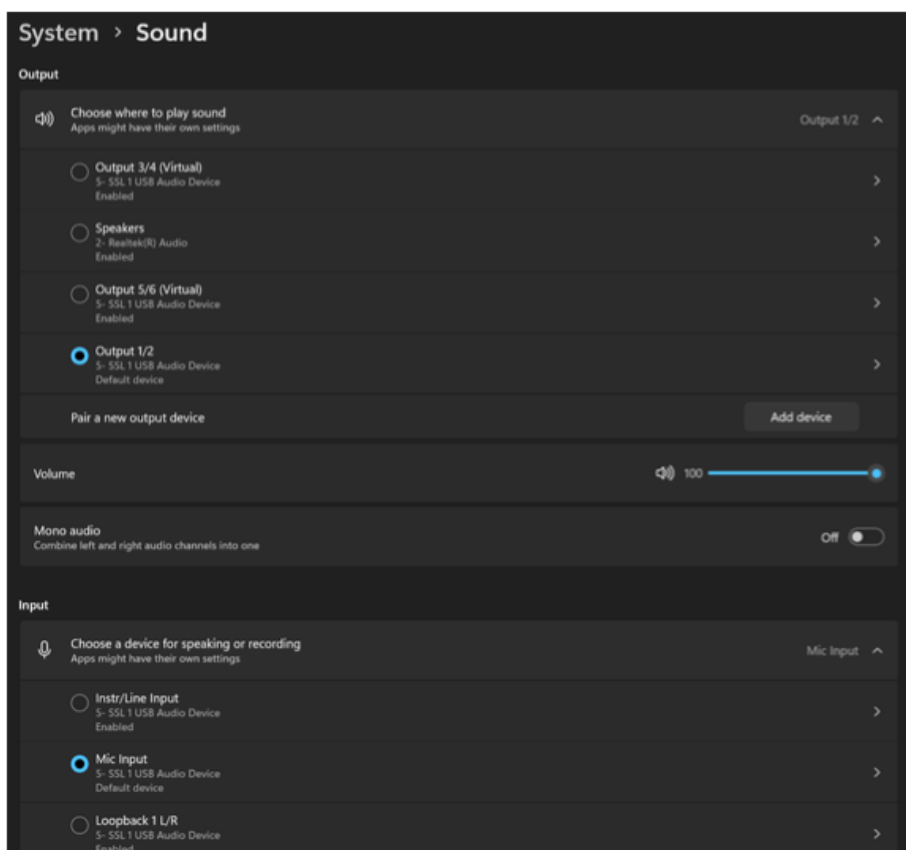 System > Sound
Output
Choose where to play sound
Apps might have their own settings
Output 1/2
Output 3/4 (Virtual)
5- SSL 1 USB Audio Device
Enabled
Speakers
2- Realtek(R) Audio
Enabled
Output 5/6 (Virtual)
5- SSL 1 USB Audio Device
Enabled
Output 1/2
5- SSL 1 USB Audio Device
Default device
Pair a new output device
Add device
Volume
100
Mono audio
Combine left and right audio channels into one
Off
Input
Choose a device for speaking or recording
Apps might have their own settings
Mic Input
Instr/Line Input
5- SSL 1 USB Audio Device
Enabled
Mic Input
5- SSL 1 USB Audio Device
Default device
Loopback 1 L/R
5- SSL 1 USB Audio Device
Enabled